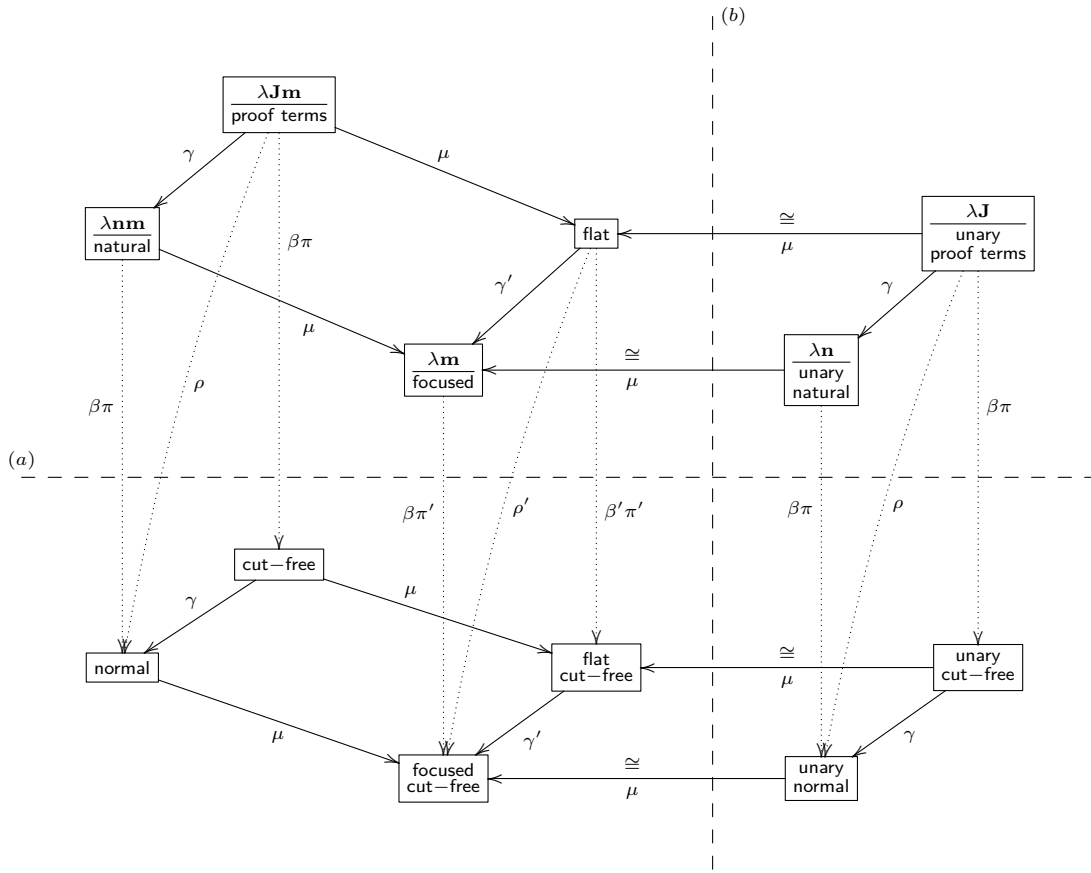 (b)
λJm
proof terms
γ
μ
λnm
natural
βπ
flat
≅
μ
λJ
unary
proof terms
γ′
γ
μ
λm
focused
≅
μ
λn
unary
natural
ρ
βπ
βπ
(a)
βπ′
ρ′
β′π′
βπ
ρ
cut−free
γ
μ
normal
flat
cut−free
≅
μ
unary
cut−free
μ
γ′
γ
focused
cut−free
≅
μ
unary
normal